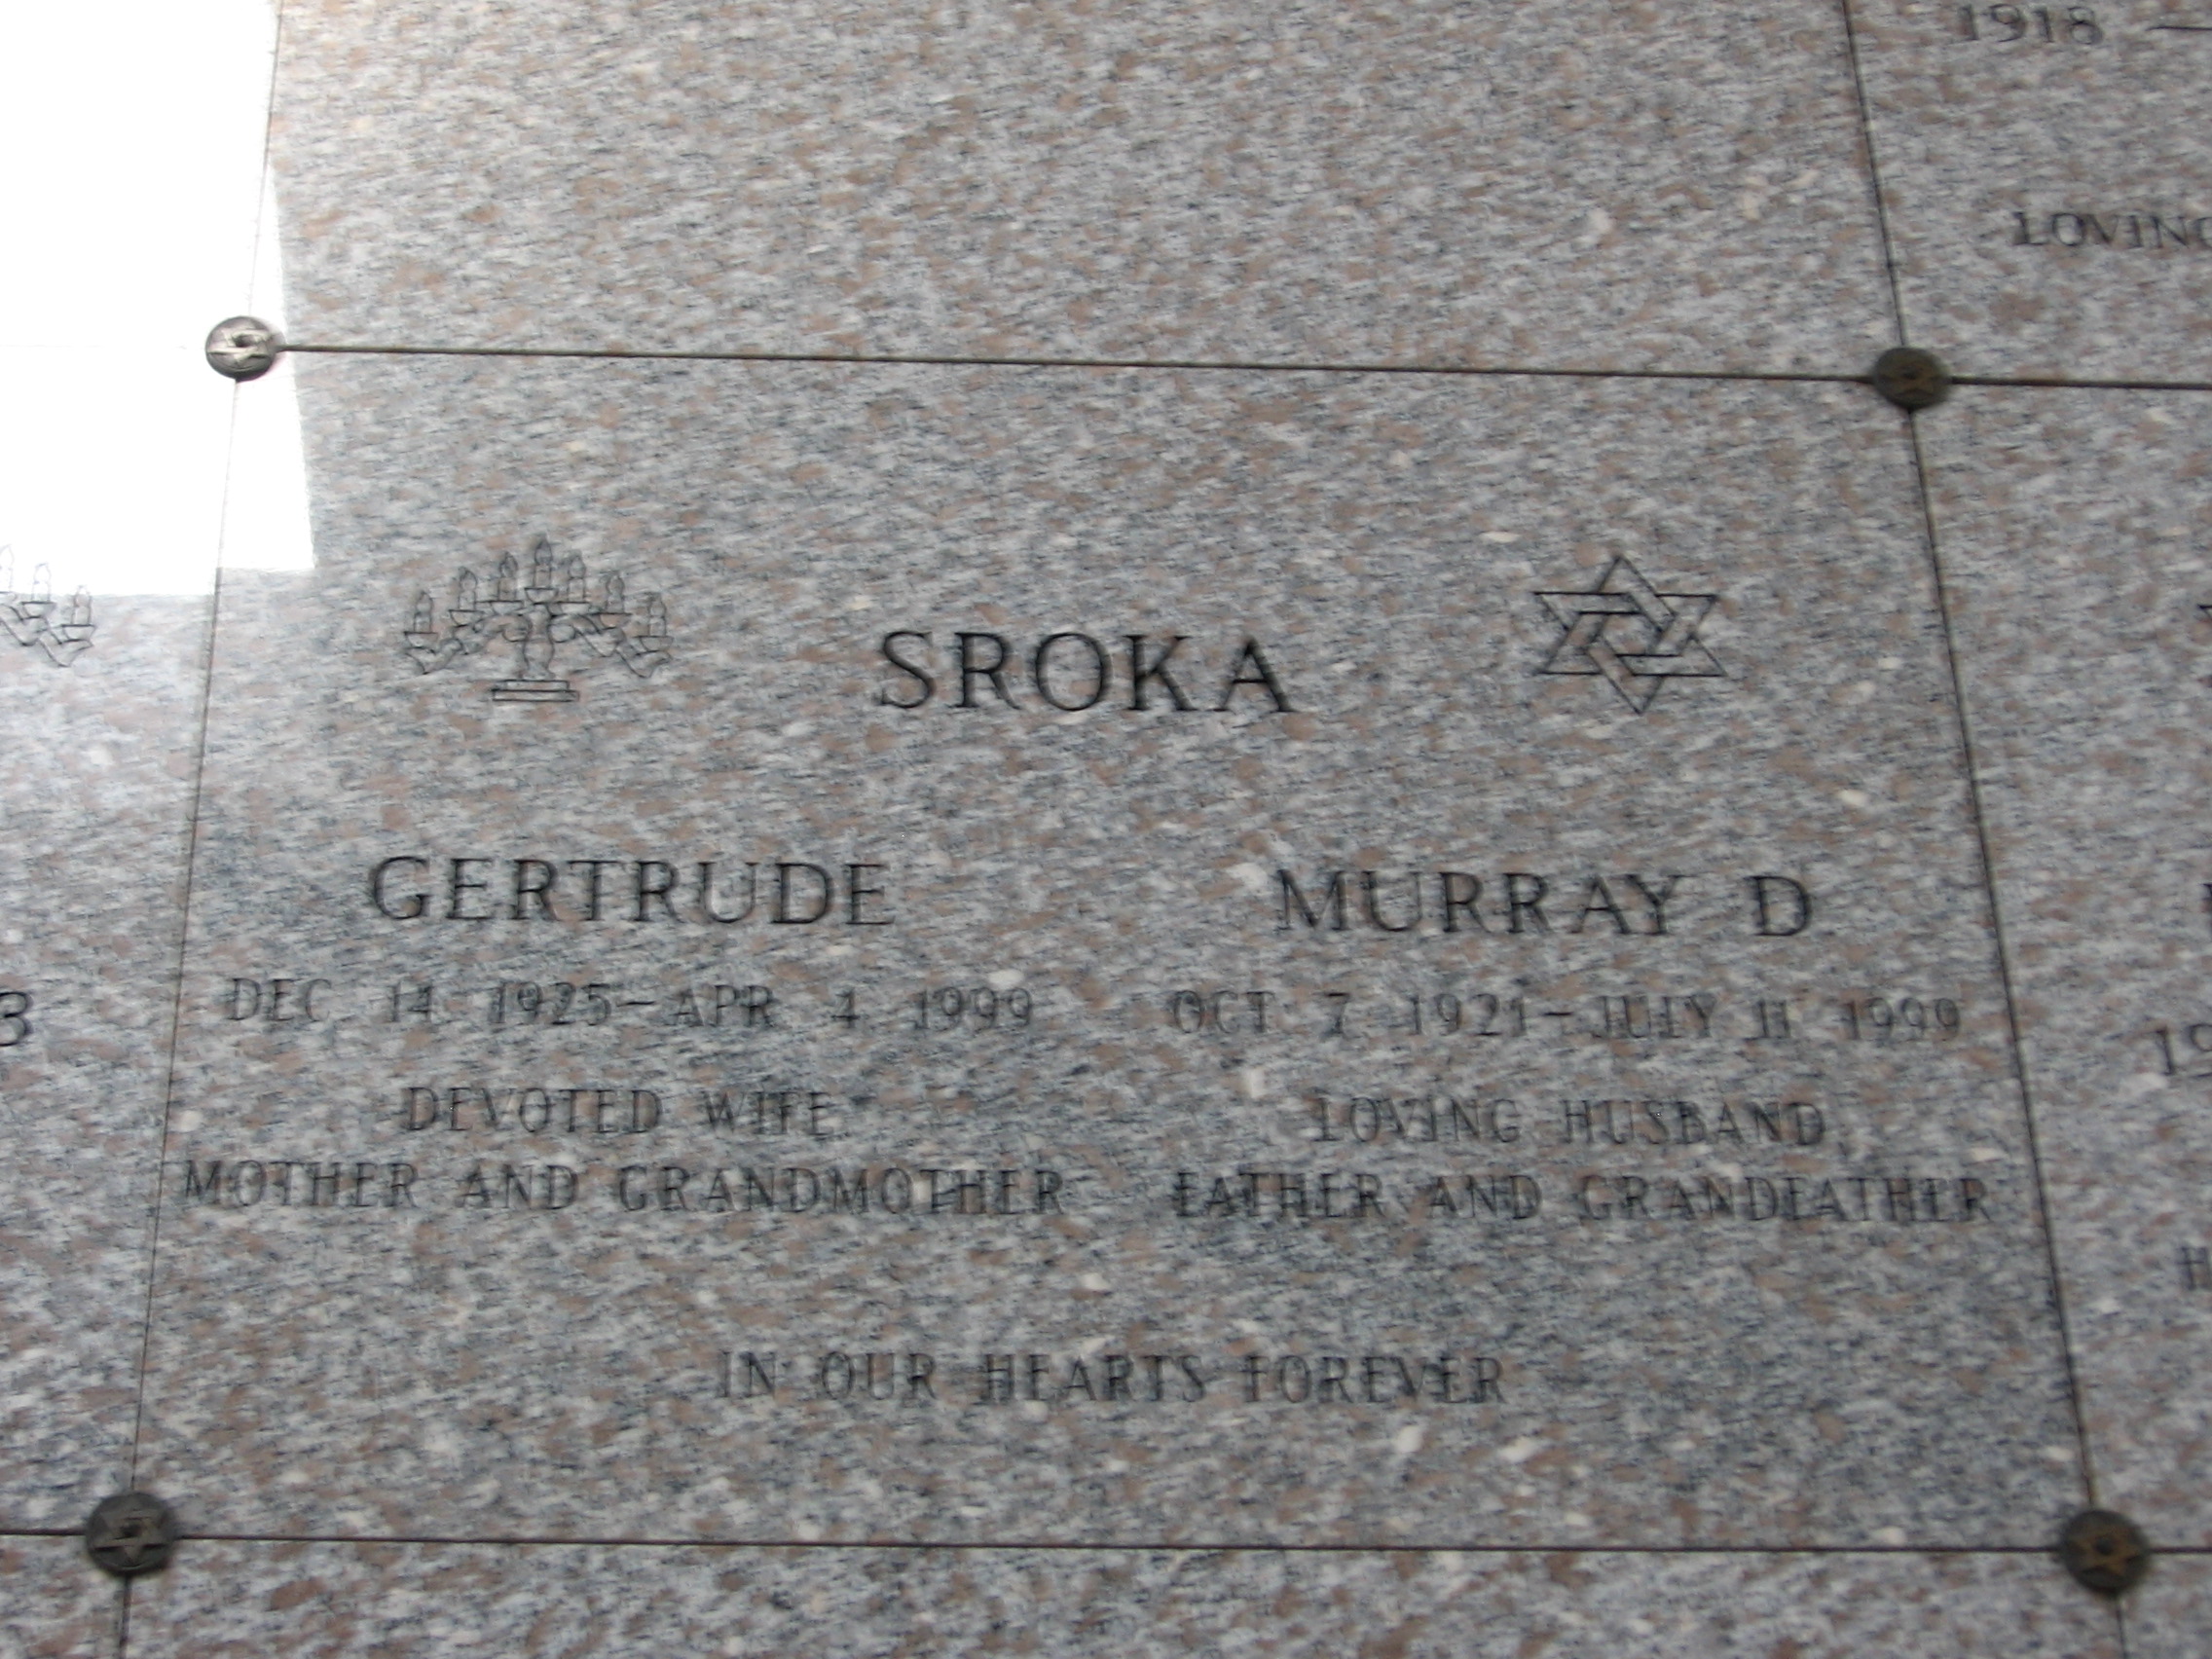 1918 —
LOVING
SROKA
GERTRUDE MURRAY D
DEC 14 1925 — APR 4 1999 OCT 7 1921 — JULY 11 1999
DEVOTED WIFE LOVING HUSBAND
MOTHER AND GRANDMOTHER FATHER AND GRANDFATHER
IN OUR HEARTS FOREVER